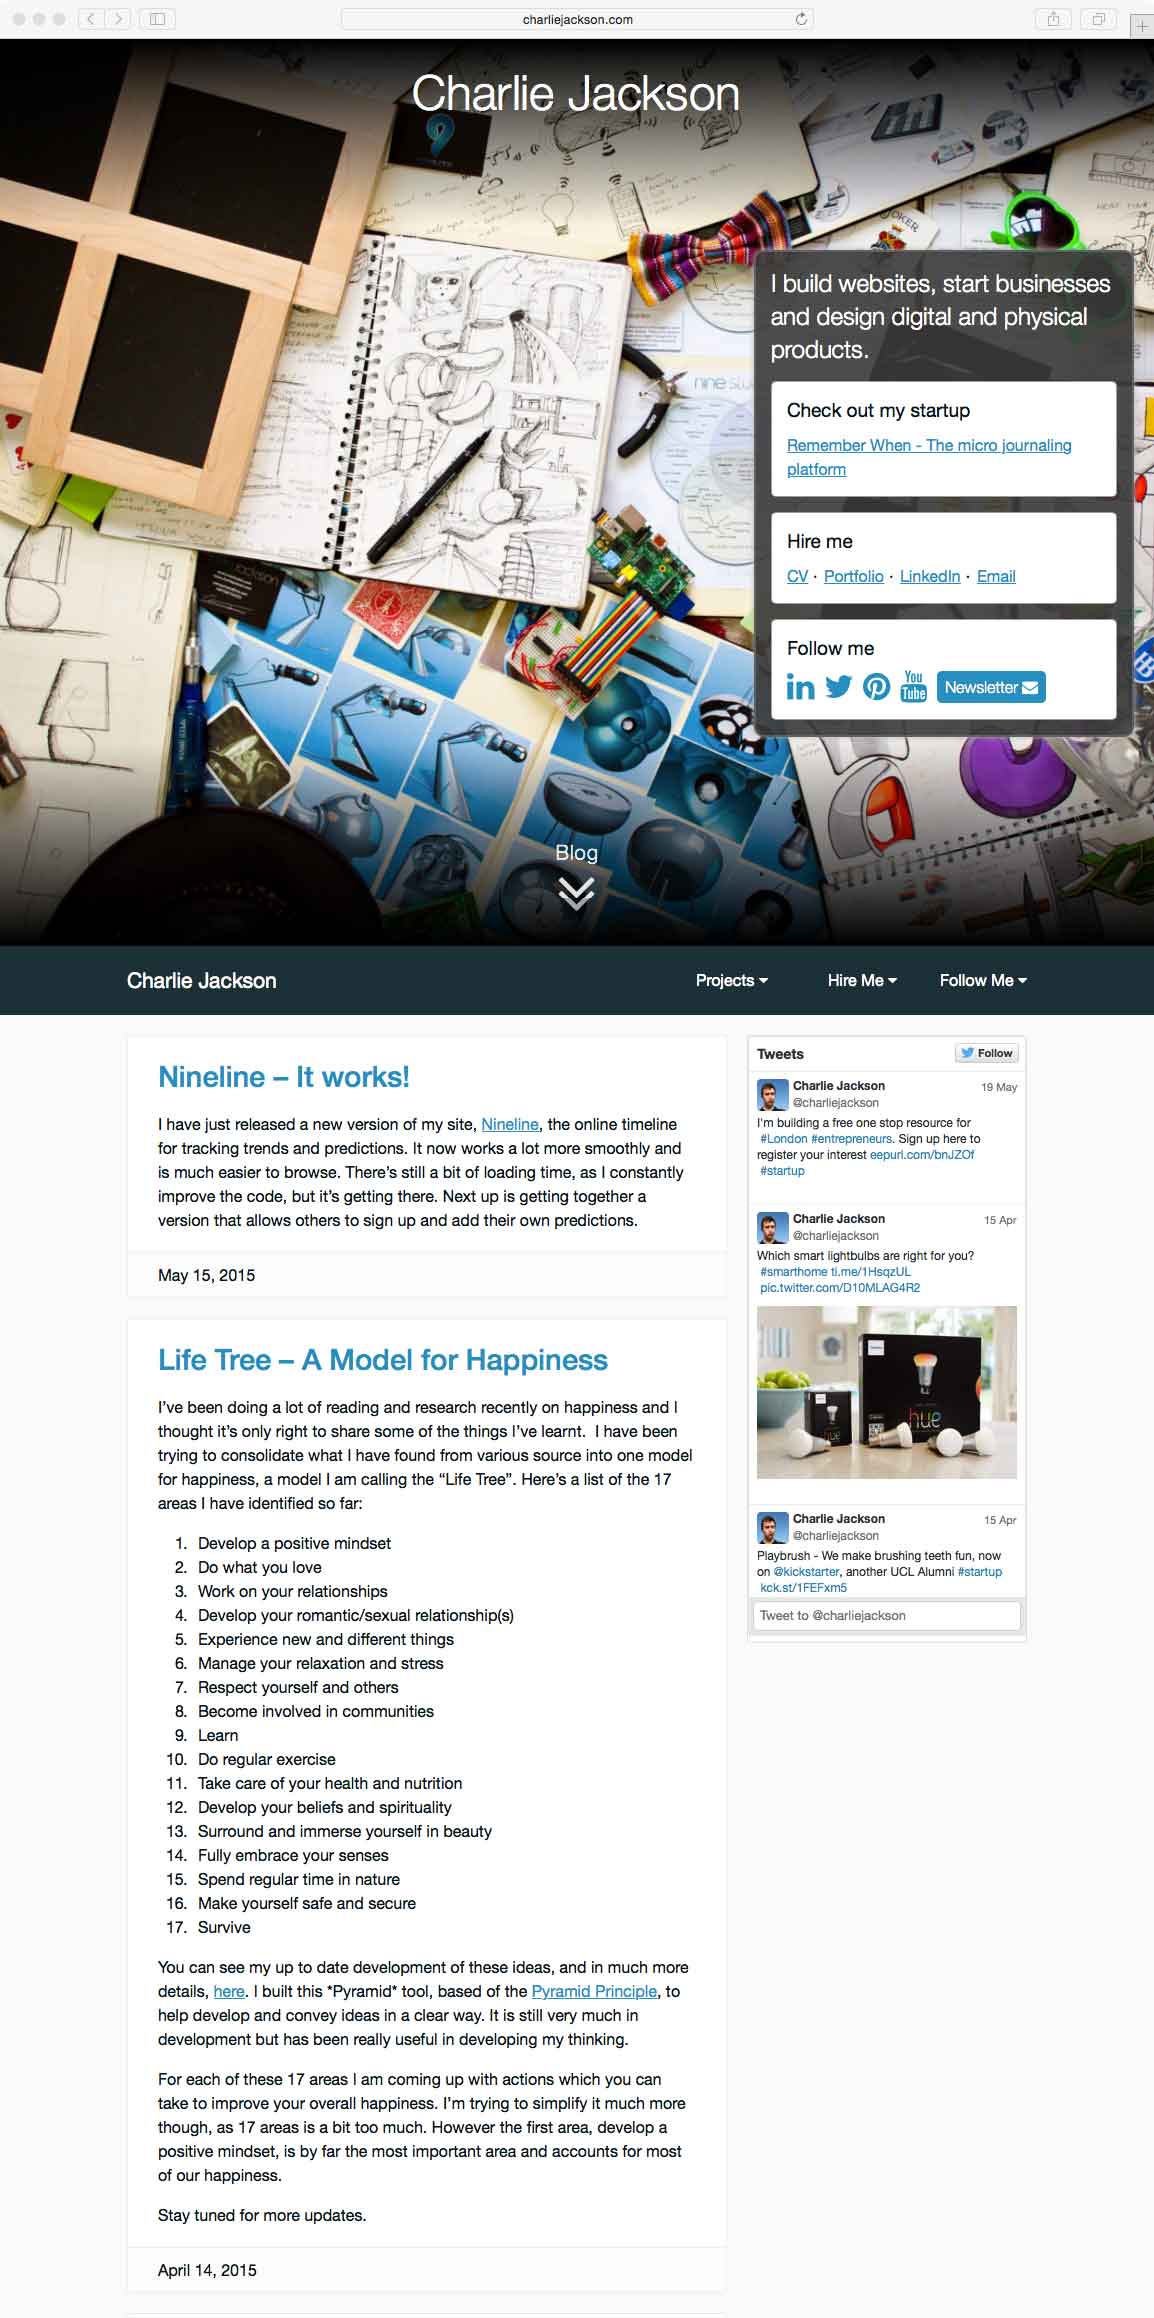 charliejackson.com
Charlie Jackson
JOKER
nine
I build websites, start businesses
and design digital and physical
products.
Check out my startup
Remember When - The micro journaling
platform
Hire me
CV · Portfolio · LinkedIn · Email
Follow me
in
You
Tube
Newsletter
Jackson
Blog
Charlie Jackson
Projects
Hire Me
Follow Me
Nineline – It works!
I have just released a new version of my site, Nineline, the online timeline
for tracking trends and predictions. It now works a lot more smoothly and
is much easier to browse. There’s still a bit of loading time, as I constantly
improve the code, but it’s getting there. Next up is getting together a
version that allows others to sign up and add their own predictions.
May 15, 2015
Life Tree – A Model for Happiness
I’ve been doing a lot of reading and research recently on happiness and I
thought it’s only right to share some of the things I’ve learnt.  I have been
trying to consolidate what I have found from various source into one model
for happiness, a model I am calling the “Life Tree”. Here’s a list of the 17
areas I have identified so far:
1. Develop a positive mindset
2. Do what you love
3. Work on your relationships
4. Develop your romantic/sexual relationship(s)
5. Experience new and different things
6. Manage your relaxation and stress
7. Respect yourself and others
8. Become involved in communities
9. Learn
10. Do regular exercise
11. Take care of your health and nutrition
12. Develop your beliefs and spirituality
13. Surround and immerse yourself in beauty
14. Fully embrace your senses
15. Spend regular time in nature
16. Make yourself safe and secure
17. Survive
You can see my up to date development of these ideas, and in much more
details, here. I built this *Pyramid* tool, based of the Pyramid Principle, to
help develop and convey ideas in a clear way. It is still very much in
development but has been really useful in developing my thinking.
For each of these 17 areas I am coming up with actions which you can
take to improve your overall happiness. I’m trying to simplify it much more
though, as 17 areas is a bit too much. However the first area, develop a
positive mindset, is by far the most important area and accounts for most
of our happiness.
Stay tuned for more updates.
April 14, 2015
Tweets
Follow
Charlie Jackson 19 May
@charliejackson
I'm building a free one stop resource for
#London #entrepreneurs. Sign up here to
register your interest eepurl.com/bnJZOf
#startup
Charlie Jackson 15 Apr
@charliejackson
Which smart lightbulbs are right for you?
#smarthome ti.me/1HsqzUL
pic.twitter.com/D10MLAG4R2
hue
hue
Charlie Jackson 15 Apr
@charliejackson
Playbrush - We make brushing teeth fun, now
on @kickstarter, another UCL Alumni #startup
kck.st/1FEFxm5
Tweet to @charliejackson